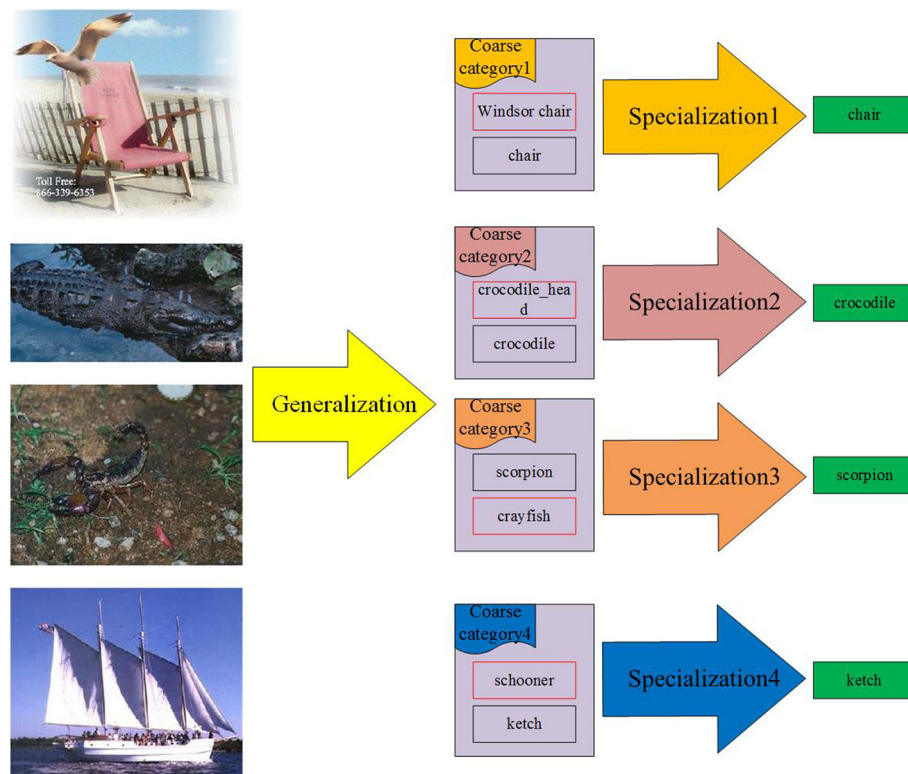 Toll Free:
866-339-6353
Generalization
Coarse
category1
Windsor chair
chair
Specialization1
chair
Coarse
category2
crocodile_hea
d
crocodile
Specialization2
crocodile
Coarse
category3
scorpion
crayfish
Specialization3
scorpion
Coarse
category4
schooner
ketch
Specialization4
ketch